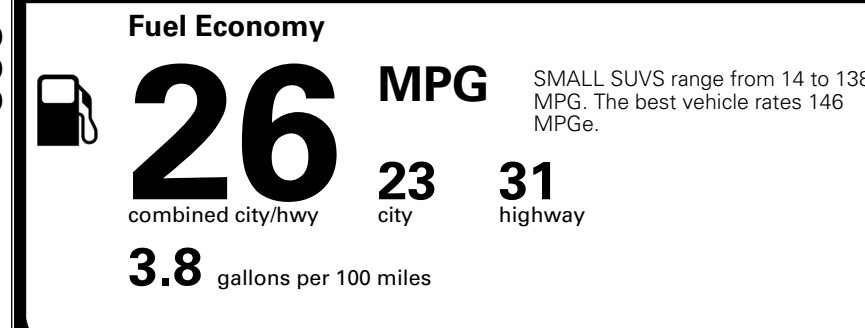 Fuel Economy
26
MPG
SMALL SUVS range from 14 to 138
MPG. The best vehicle rates 146
MPGe.
23
31
combined city/hwy
city
highway
3.8 gallons per 100 miles